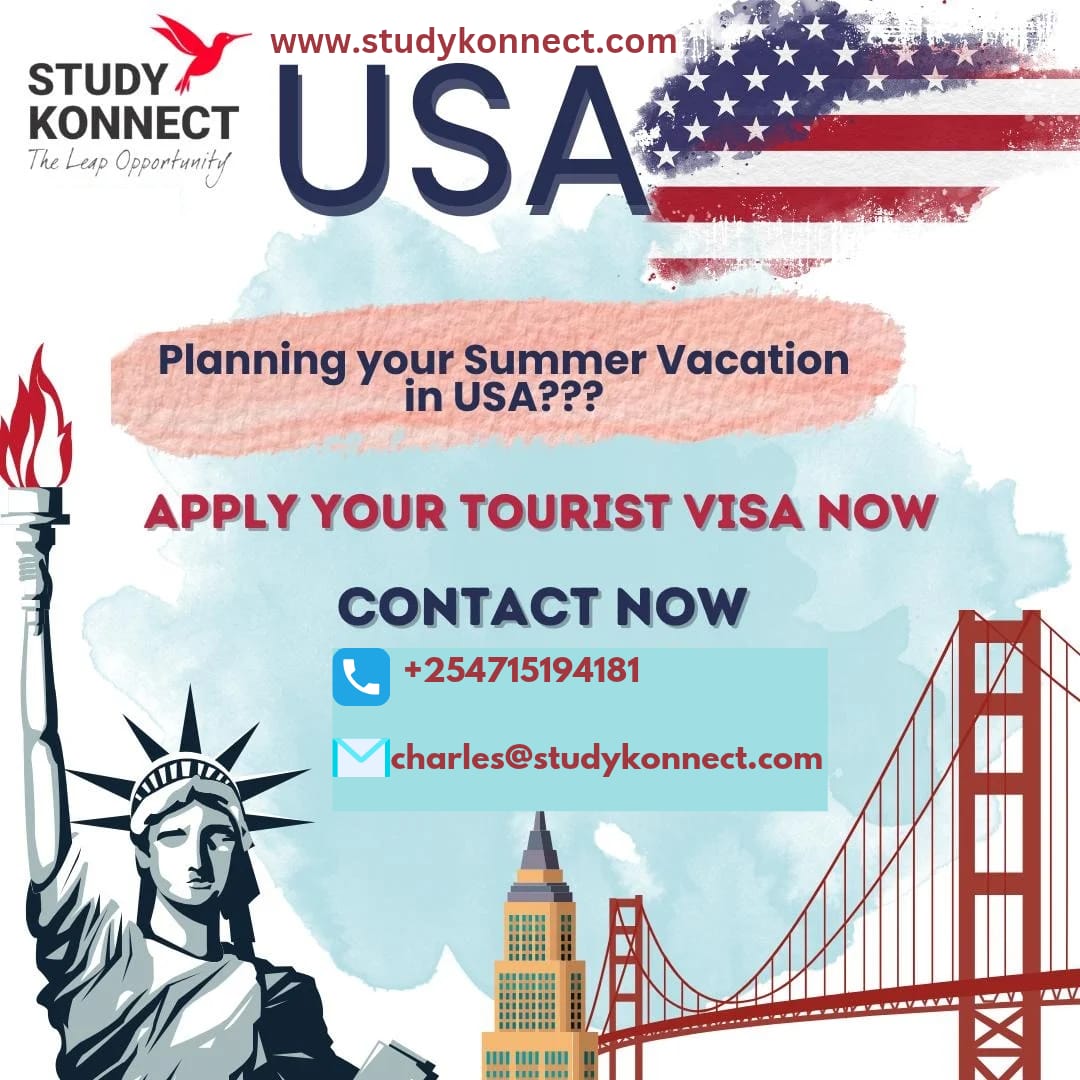 www.studykonnect.com
STUDY
KONNECT
The Leap Opportunity
USA
Planning your Summer Vacation
in USA???
APPLY YOUR TOURIST VISA NOW
CONTACT NOW
+254715194181
charles@studykonnect.com